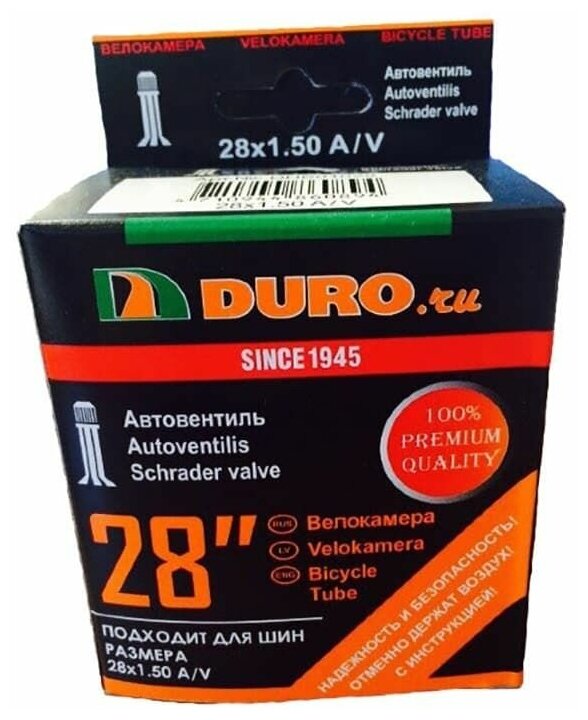 ВЕЛОКАМЕРА VELOKAMERA BICYCLE TUBE
Автовентиль
Autoventilis
Schrader valve
28x1.50 A/V
28x1.50 A/V
DURO.ru
SINCE 1945
Автовентиль
Autoventilis
Schrader valve
100%
PREMIUM
QUALITY
28"
RUS Велокамера
LV Velokamera
ENG Bicycle
Tube
ПОДХОДИТ ДЛЯ ШИН
РАЗМЕРА
28x1.50 A/V
НАДЕЖНОСТЬ И БЕЗОПАСНОСТЬ!
ОТМЕННО ДЕРЖАТ ВОЗДУХ!
С ИНСТРУКЦИЕЙ!